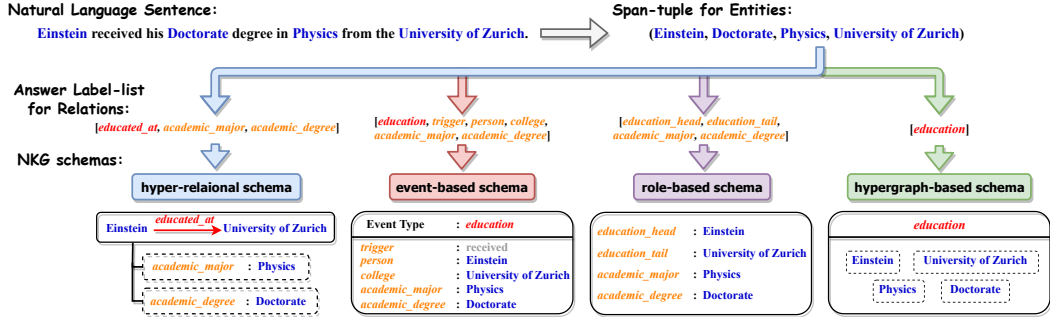 Natural Language Sentence:
Span-tuple for Entities:
Einstein received his Doctorate degree in Physics from the University of Zurich.
(Einstein, Doctorate, Physics, University of Zurich)
Answer Label-list
for Relations:
[educated_at, academic_major, academic_degree]
[education, trigger, person, college,
academic_major, academic_degree]
[education_head, education_tail,
academic_major, academic_degree]
[education]
NKG schemas:
hyper-relaional schema
event-based schema
role-based schema
hypergraph-based schema
educated_at
Einstein University of Zurich
academic_major : Physics
academic_degree : Doctorate
Event Type : education
trigger : received
person : Einstein
college : University of Zurich
academic_major : Physics
academic_degree : Doctorate
education_head : Einstein
education_tail : University of Zurich
academic_major : Physics
academic_degree : Doctorate
education
Einstein University of Zurich
Physics Doctorate